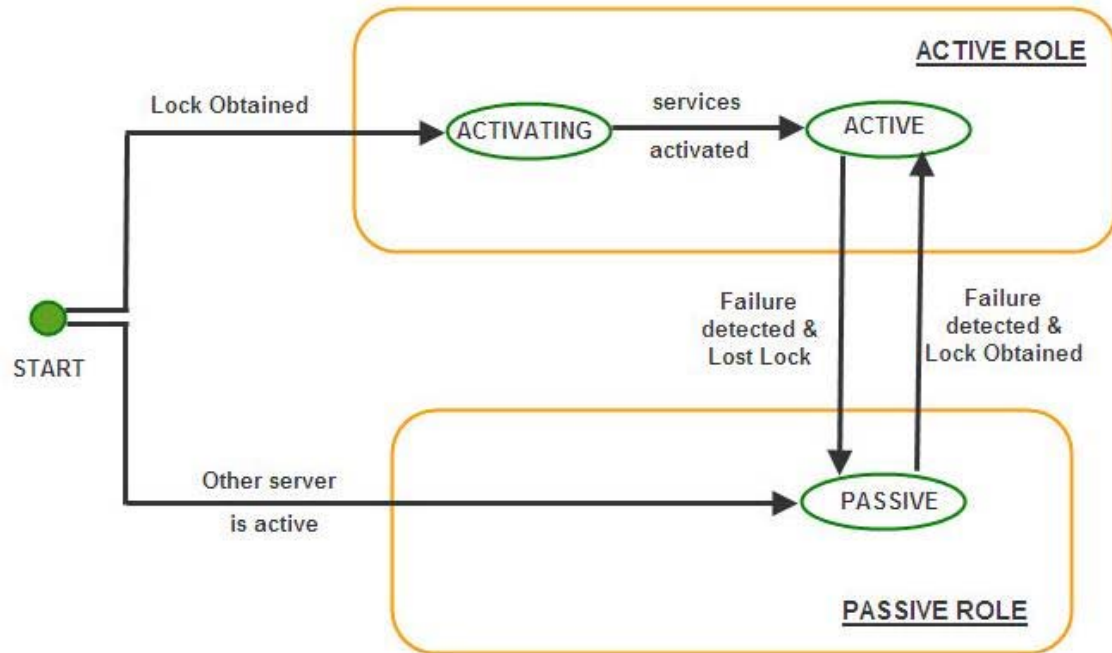 ACTIVE ROLE
Lock Obtained
services
ACTIVATING
ACTIVE
activated
Failure
detected &
Lost Lock
Failure
detected &
Lock Obtained
START
Other server
is active
PASSIVE
PASSIVE ROLE